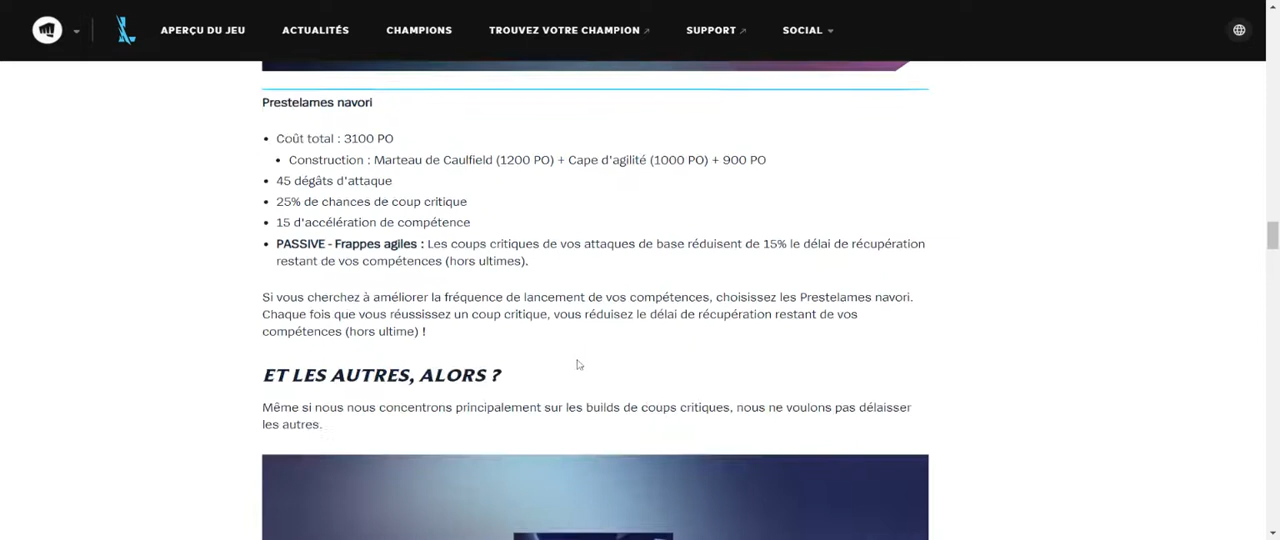 APERÇU DU JEU
ACTUALITÉS
CHAMPIONS
TROUVEZ VOTRE CHAMPION
SUPPORT
SOCIAL
Prestelames navori
• Coût total : 3100 PO
• Construction : Marteau de Caulfield (1200 PO) + Cape d'agilité (1000 PO) + 900 PO
• 45 dégâts d'attaque
• 25% de chances de coup critique
• 15 d'accélération de compétence
• PASSIVE - Frappes agiles : Les coups critiques de vos attaques de base réduisent de 15% le délai de récupération
restant de vos compétences (hors ultimes).
Si vous cherchez à améliorer la fréquence de lancement de vos compétences, choisissez les Prestelames navori.
Chaque fois que vous réussissez un coup critique, vous réduisez le délai de récupération restant de vos
compétences (hors ultime) !
ET LES AUTRES, ALORS ?
Même si nous nous concentrons principalement sur les builds de coups critiques, nous ne voulons pas délaisser
les autres.